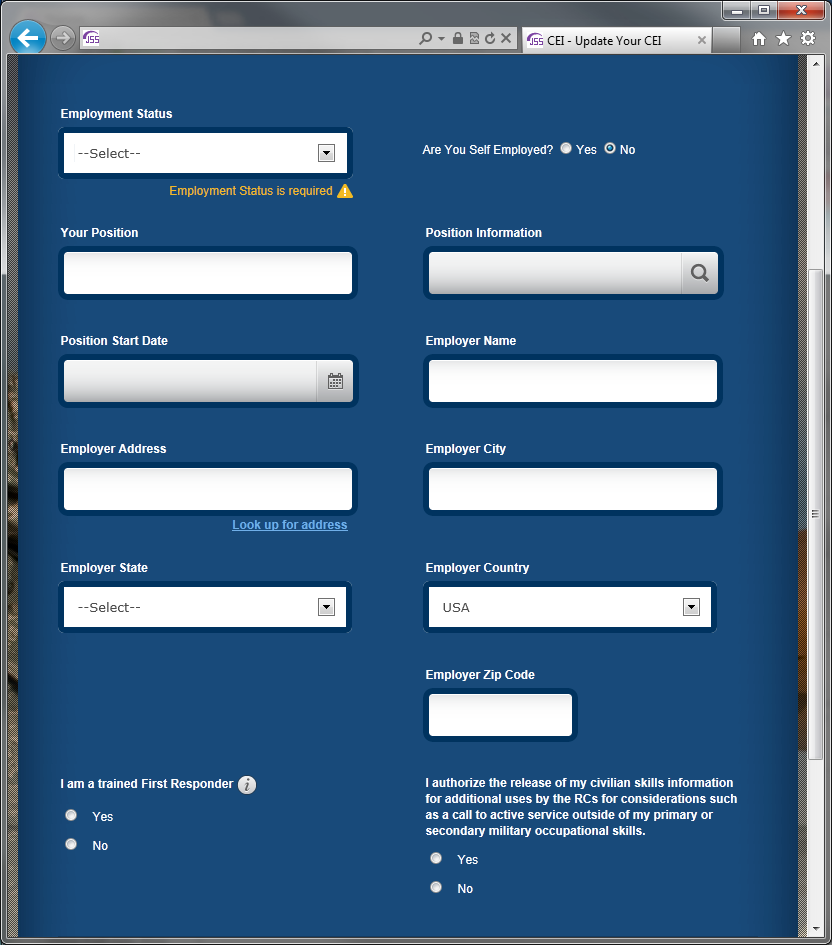 JSS
JSS CEI - Update Your CEI
Employment Status
--Select--
Are You Self Employed? Yes No
Employment Status is required
Your Position
Position Information
Position Start Date
Employer Name
Employer Address
Employer City
Look up for address
Employer State
Employer Country
--Select--
USA
Employer Zip Code
I am a trained First Responder i
Yes
No
I authorize the release of my civilian skills information
for additional uses by the RCs for considerations such
as a call to active service outside of my primary or
secondary military occupational skills.
Yes
No